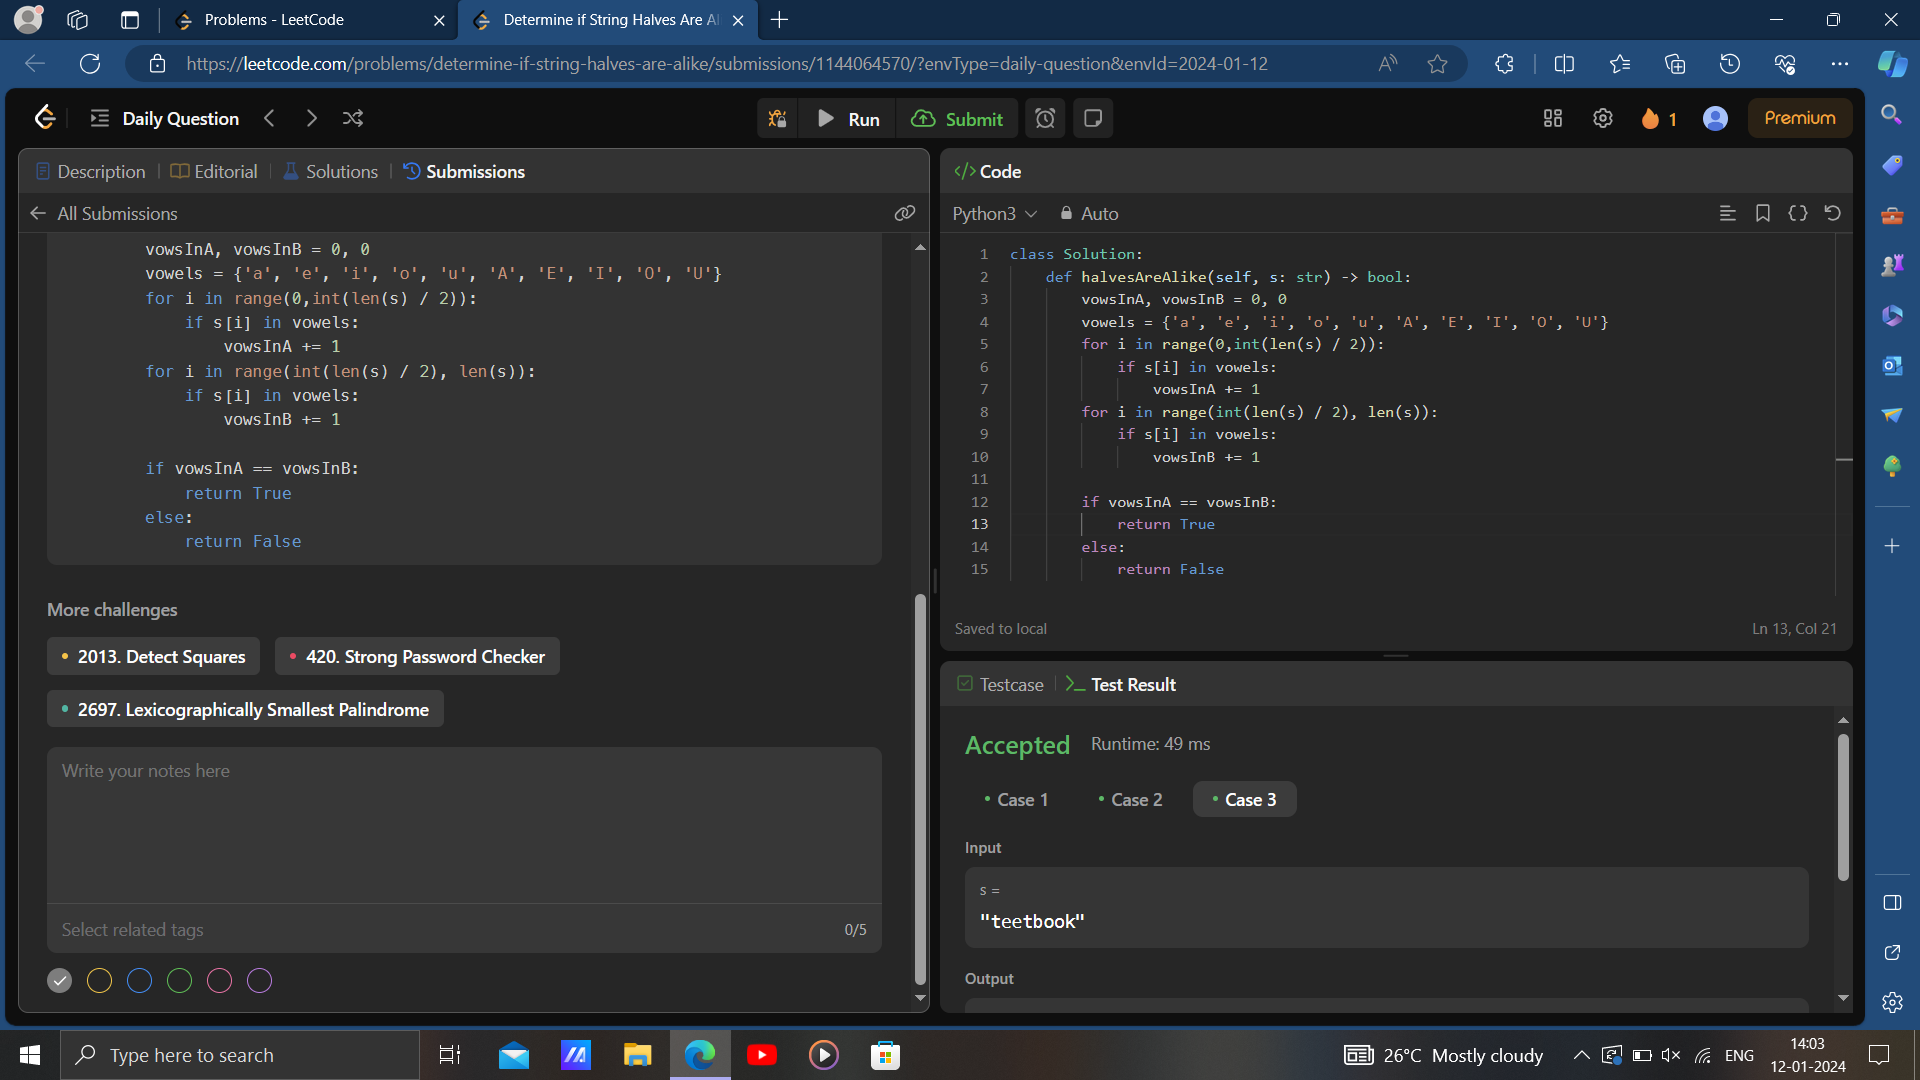 Problems - LeetCode
Determine if String Halves Are Al
https://leetcode.com/problems/determine-if-string-halves-are-alike/submissions/1144064570/?envType=daily-question&envId=2024-01-12
Daily Question
Run
Submit
1
Premium
Description
Editorial
Solutions
Submissions
All Submissions
vowsInA, vowsInB = 0, 0
vowels = {'a', 'e', 'i', 'o', 'u', 'A', 'E', 'I', 'O', 'U'}
for i in range(0,int(len(s) / 2)):
if s[i] in vowels:
vowsInA += 1
for i in range(int(len(s) / 2), len(s)):
if s[i] in vowels:
vowsInB += 1
if vowsInA == vowsInB:
return True
else:
return False
More challenges
2013. Detect Squares
420. Strong Password Checker
2697. Lexicographically Smallest Palindrome
Write your notes here
Select related tags
0/5
</> Code
Python3
Auto
1 class Solution:
2 def halvesAreAlike(self, s: str) -> bool:
3 vowsInA, vowsInB = 0, 0
4 vowels = {'a', 'e', 'i', 'o', 'u', 'A', 'E', 'I', 'O', 'U'}
5 for i in range(0,int(len(s) / 2)):
6 if s[i] in vowels:
7 vowsInA += 1
8 for i in range(int(len(s) / 2), len(s)):
9 if s[i] in vowels:
10 vowsInB += 1
11
12 if vowsInA == vowsInB:
13 return True
14 else:
15 return False
Saved to local
Ln 13, Col 21
Testcase
Test Result
Accepted
Runtime: 49 ms
Case 1
Case 2
Case 3
Input
s =
"teetbook"
Output
Type here to search
26°C Mostly cloudy
ENG
14:03
12-01-2024